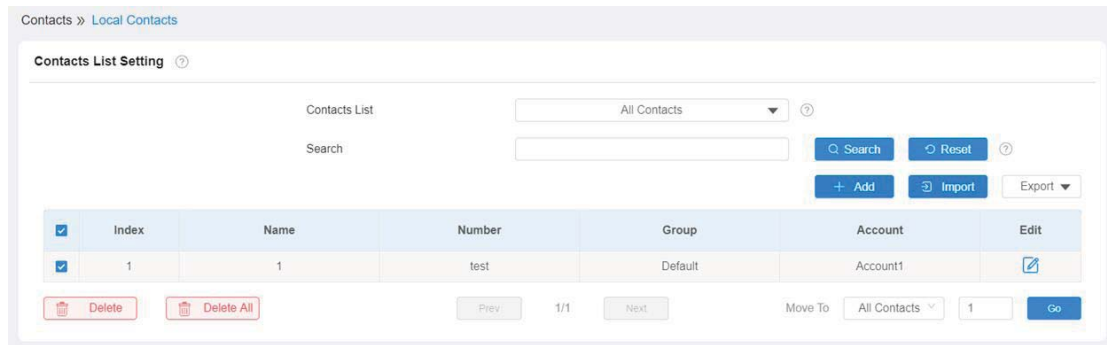 Contacts » Local Contacts
Contacts List Setting ?
Contacts List All Contacts ?
Search Search Reset ?
+ Add Import Export
Index Name Number Group Account Edit
1 1 test Default Account1
Delete Delete All Prev 1/1 Next Move To All Contacts 1 Go